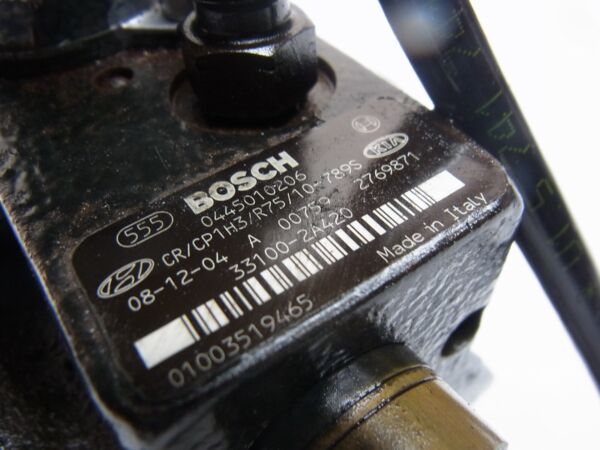 555 BOSCH
0445010206
CR/CP1H3/R75/10-789S KIA
08-12-04 A 00759 2769871
33100-2A420
Made in Italy
01003519465